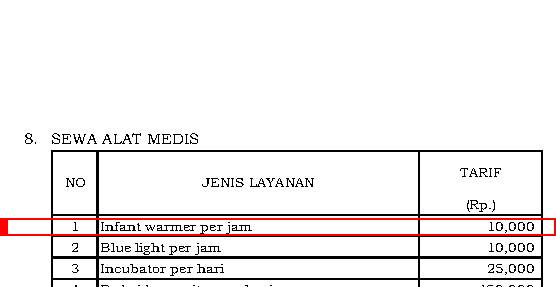 8. SEWA ALAT MEDIS
NO JENIS LAYANAN TARIF
(Rp.)
1 Infant warmer per jam 10,000
2 Blue light per jam 10,000
3 Incubator per hari 25,000